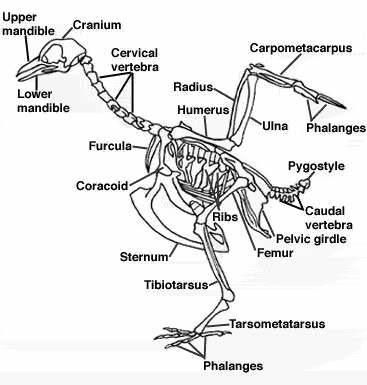 Upper
mandible
Cranium
Cervical
vertebra
Carpometacarpus
Radius
Lower
mandible
Humerus
Ulna
Phalanges
Furcula
Pygostyle
Coracoid
Ribs
Caudal
vertebra
Pelvic girdle
Sternum
Femur
Tibiotarsus
Tarsometatarsus
Phalanges